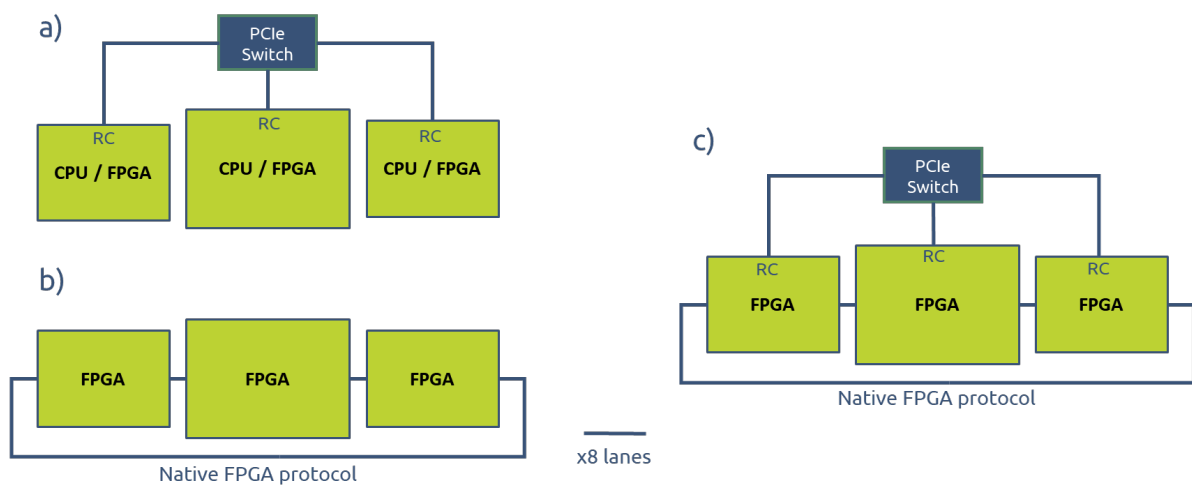 a)
PCIe
Switch
RC
CPU / FPGA
RC
CPU / FPGA
RC
CPU / FPGA
b)
FPGA
FPGA
FPGA
Native FPGA protocol
x8 lanes
c)
PCIe
Switch
RC
FPGA
RC
FPGA
RC
FPGA
Native FPGA protocol